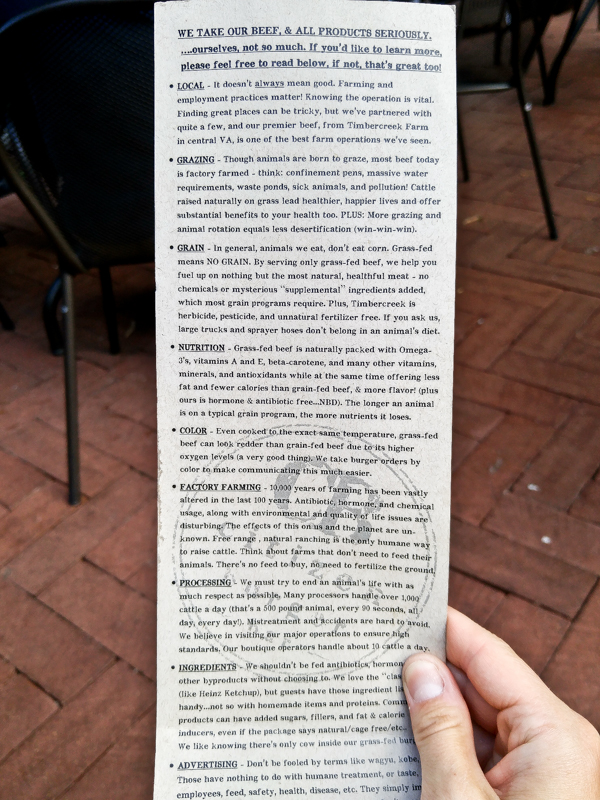 WE TAKE OUR BEEF, & ALL PRODUCTS SERIOUSLY.
....ourselves, not so much. If you'd like to learn more,
please feel free to read below, if not, that's great too!
• LOCAL - It doesn't always mean good. Farming and
employment practices matter! Knowing the operation is vital.
Finding great places can be tricky, but we've partnered with
quite a few, and our premier beef, from Timbercreek Farm
in central VA, is one of the best farm operations we've seen.
• GRAZING - Though animals are born to graze, most beef today
is factory farmed - think: confinement pens, massive water
requirements, waste ponds, sick animals, and pollution! Cattle
raised naturally on grass lead healthier, happier lives and offer
substantial benefits to your health too. PLUS: More grazing and
animal rotation equals less desertification (win-win-win).
• GRAIN - In general, animals we eat, don't eat corn. Grass-fed
means NO GRAIN. By serving only grass-fed beef, we help you
fuel up on nothing but the most natural, healthful meat - no
chemicals or mysterious "supplemental" ingredients added,
which most grain programs require. Plus, Timbercreek is
herbicide, pesticide, and unnatural fertilizer free. If you ask us,
large trucks and sprayer hoses don't belong in an animal's diet.
• NUTRITION - Grass-fed beef is naturally packed with Omega-
3's, vitamins A and E, beta-carotene, and many other vitamins,
minerals, and antioxidants while at the same time offering less
fat and fewer calories than grain-fed beef, & more flavor! (plus
ours is hormone & antibiotic free...NBD). The longer an animal
is on a typical grain program, the more nutrients it loses.
• COLOR - Even cooked to the exact same temperature, grass-fed
beef can look redder than grain-fed beef due to its higher
oxygen levels (a very good thing). We take burger orders by
color to make communicating this much easier.
• FACTORY FARMING - 10,000 years of farming has been vastly
altered in the last 100 years. Antibiotic, hormone, and chemical
usage, along with environmental and quality of life issues are
disturbing. The effects of this on us and the planet are un-
known. Free range, natural ranching is the only humane way
to raise cattle. Think about farms that don't need to feed their
animals. There's no feed to buy, no need to fertilize the ground.
• PROCESSING - We must try to end an animal's life with as
much respect as possible. Many processors handle over 1,000
cattle a day (that's a 500 pound animal, every 90 seconds, all
day, every day!). Mistreatment and accidents are hard to avoid.
We believe in visiting our major operations to ensure high
standards. Our boutique operators handle about 10 cattle a day.
• INGREDIENTS - We shouldn't be fed antibiotics, hormon
other byproducts without choosing to. We love the "clas
(like Heinz Ketchup), but guests have those ingredient lis
handy...not so with homemade items and proteins. Com
products can have added sugars, fillers, and fat & calorie
inducers, even if the package says natural/cage free/etc.
We like knowing there's only cow inside our grass-fed bur
• ADVERTISING - Don't be fooled by terms like wagyu, kobe,
Those have nothing to do with humane treatment, or taste,
employees, feed, safety, health, disease, etc. They simply im